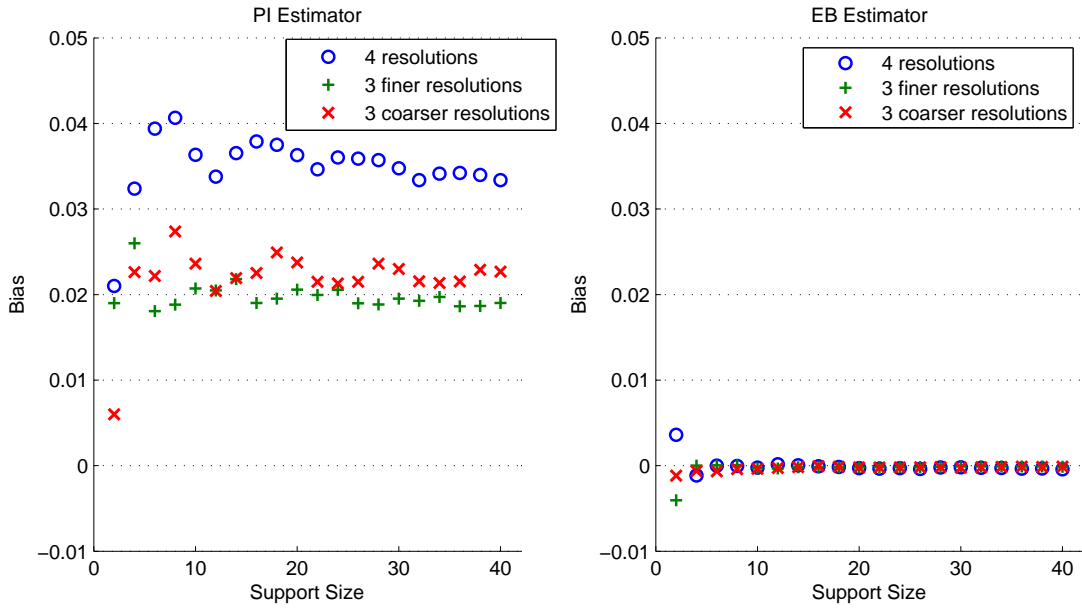 PI Estimator
0.05
0.04
0.03
0.02
0.01
0
−0.01
Bias
0
10
20
30
40
Support Size
4 resolutions
3 finer resolutions
3 coarser resolutions
EB Estimator
0.05
0.04
0.03
0.02
0.01
0
−0.01
Bias
0
10
20
30
40
Support Size
4 resolutions
3 finer resolutions
3 coarser resolutions